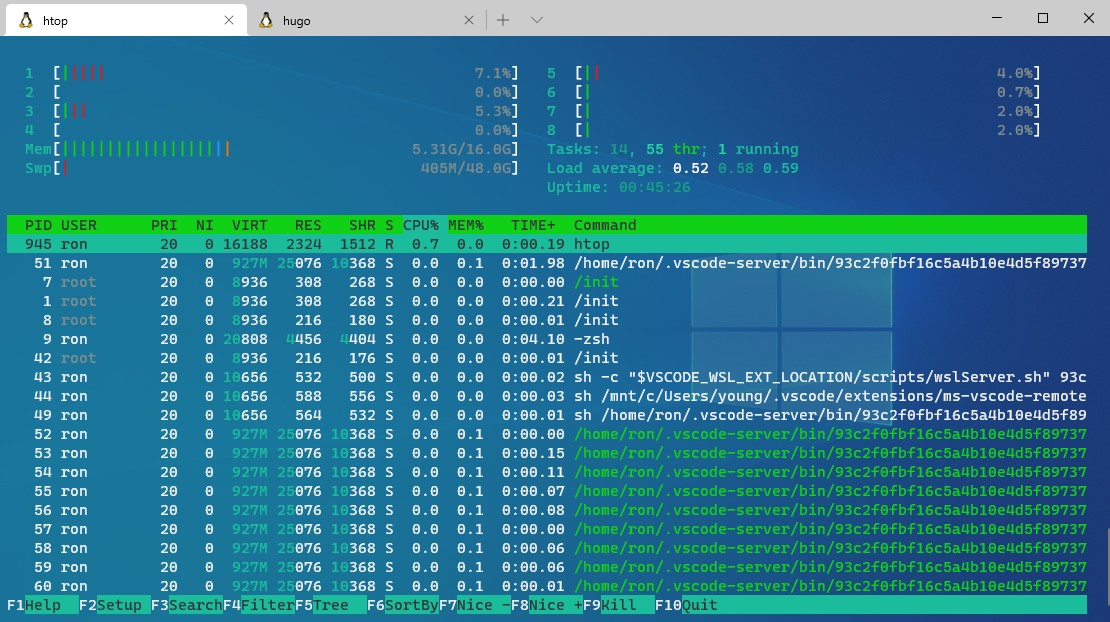 htop hugo
1 [||||| 7.1%] 5 [|| 4.0%]
2 [ 0.0%] 6 [| 0.7%]
3 [||| 5.3%] 7 [| 2.0%]
4 [ 0.0%] 8 [| 2.0%]
Mem[||||||||||||||||||| 5.31G/16.0G] Tasks: 14, 55 thr; 1 running
Swp[| 405M/48.0G] Load average: 0.52 0.58 0.59
Uptime: 00:45:26
PID USER PRI NI VIRT RES SHR S CPU% MEM% TIME+ Command
945 ron 20 0 16188 2324 1512 R 0.7 0.0 0:00.19 htop
51 ron 20 0 927M 25076 10368 S 0.0 0.1 0:01.98 /home/ron/.vscode-server/bin/93c2f0fbf16c5a4b10e4d5f89737
7 root 20 0 8936 308 268 S 0.0 0.0 0:00.00 /init
1 root 20 0 8936 308 268 S 0.0 0.0 0:00.21 /init
8 root 20 0 8936 216 180 S 0.0 0.0 0:00.01 /init
9 ron 20 0 20808 4456 4404 S 0.0 0.0 0:04.10 -zsh
42 root 20 0 8936 216 176 S 0.0 0.0 0:00.01 /init
43 ron 20 0 10656 532 500 S 0.0 0.0 0:00.02 sh -c "$VSCODE_WSL_EXT_LOCATION/scripts/wslServer.sh" 93c
44 ron 20 0 10656 588 556 S 0.0 0.0 0:00.03 sh /mnt/c/Users/young/.vscode/extensions/ms-vscode-remote
49 ron 20 0 10656 564 532 S 0.0 0.0 0:00.01 sh /home/ron/.vscode-server/bin/93c2f0fbf16c5a4b10e4d5f89
52 ron 20 0 927M 25076 10368 S 0.0 0.1 0:00.00 /home/ron/.vscode-server/bin/93c2f0fbf16c5a4b10e4d5f89737
53 ron 20 0 927M 25076 10368 S 0.0 0.1 0:00.15 /home/ron/.vscode-server/bin/93c2f0fbf16c5a4b10e4d5f89737
54 ron 20 0 927M 25076 10368 S 0.0 0.1 0:00.11 /home/ron/.vscode-server/bin/93c2f0fbf16c5a4b10e4d5f89737
55 ron 20 0 927M 25076 10368 S 0.0 0.1 0:00.07 /home/ron/.vscode-server/bin/93c2f0fbf16c5a4b10e4d5f89737
56 ron 20 0 927M 25076 10368 S 0.0 0.1 0:00.08 /home/ron/.vscode-server/bin/93c2f0fbf16c5a4b10e4d5f89737
57 ron 20 0 927M 25076 10368 S 0.0 0.1 0:00.00 /home/ron/.vscode-server/bin/93c2f0fbf16c5a4b10e4d5f89737
58 ron 20 0 927M 25076 10368 S 0.0 0.1 0:00.06 /home/ron/.vscode-server/bin/93c2f0fbf16c5a4b10e4d5f89737
59 ron 20 0 927M 25076 10368 S 0.0 0.1 0:00.06 /home/ron/.vscode-server/bin/93c2f0fbf16c5a4b10e4d5f89737
60 ron 20 0 927M 25076 10368 S 0.0 0.1 0:00.01 /home/ron/.vscode-server/bin/93c2f0fbf16c5a4b10e4d5f89737
F1Help F2Setup F3SearchF4FilterF5Tree F6SortByF7Nice -F8Nice +F9Kill F10Quit